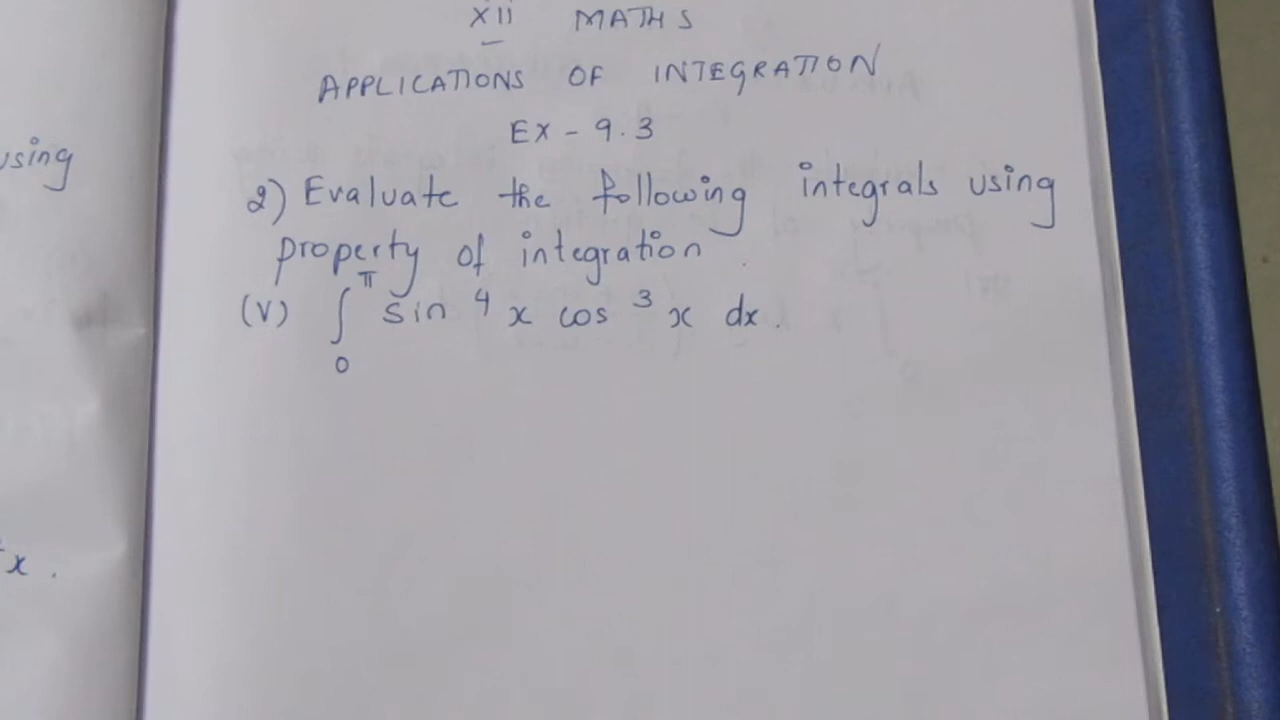 XII MATHS
APPLICATIONS OF INTEGRATION
EX - 9.3
using
2) Evaluate the following integrals using
property of integration
(V) ∫₀^π sin⁴x cos³x dx.
x.